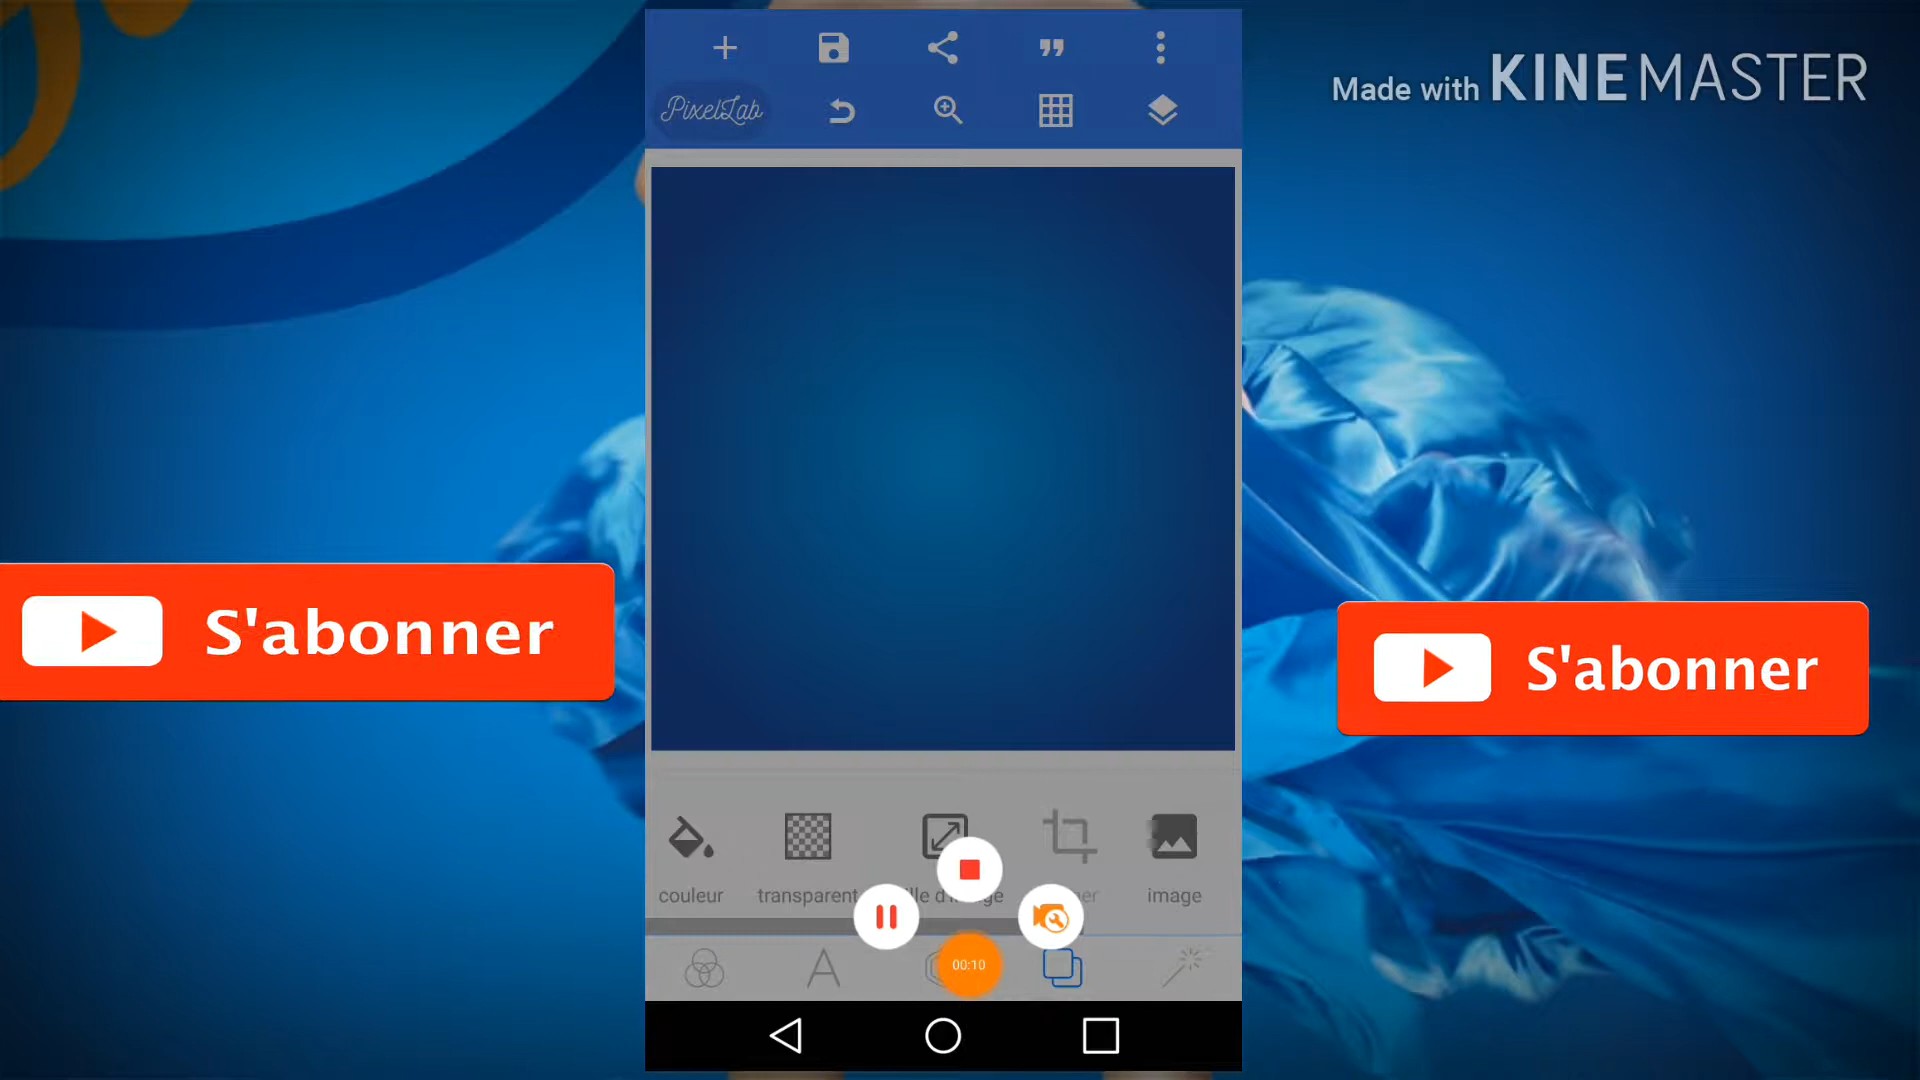 Made with KINEMASTER
PixelLab
S'abonner
S'abonner
couleur
transparent
image
00:10